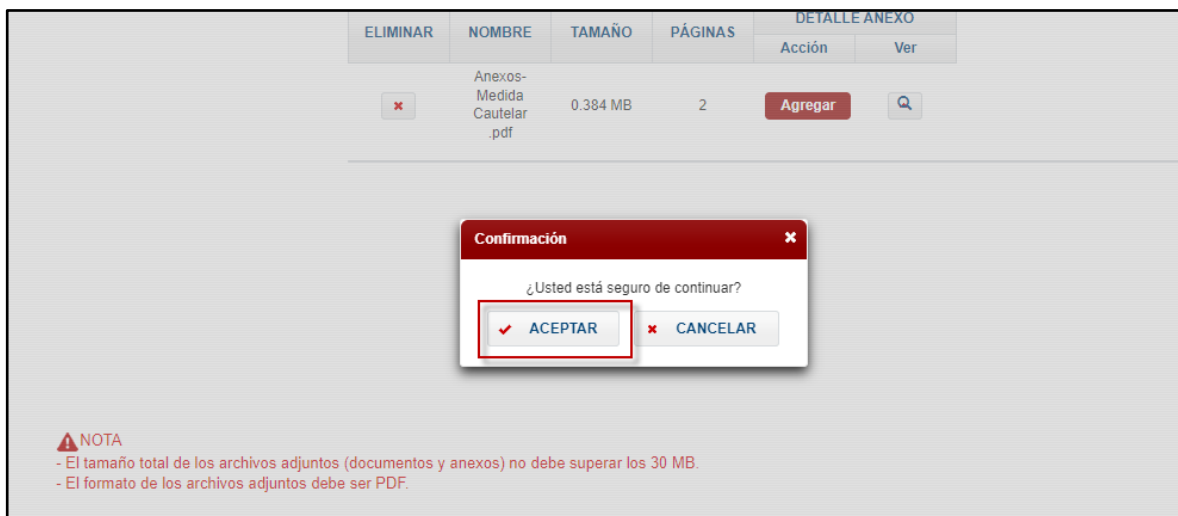 DETALLE ANEXO
ELIMINAR NOMBRE TAMAÑO PÁGINAS
Acción Ver
Anexos-
Medida
Cautelar
.pdf
0.384 MB 2 Agregar
Confirmación
¿Usted está seguro de continuar?
ACEPTAR CANCELAR
NOTA
- El tamaño total de los archivos adjuntos (documentos y anexos) no debe superar los 30 MB.
- El formato de los archivos adjuntos debe ser PDF.